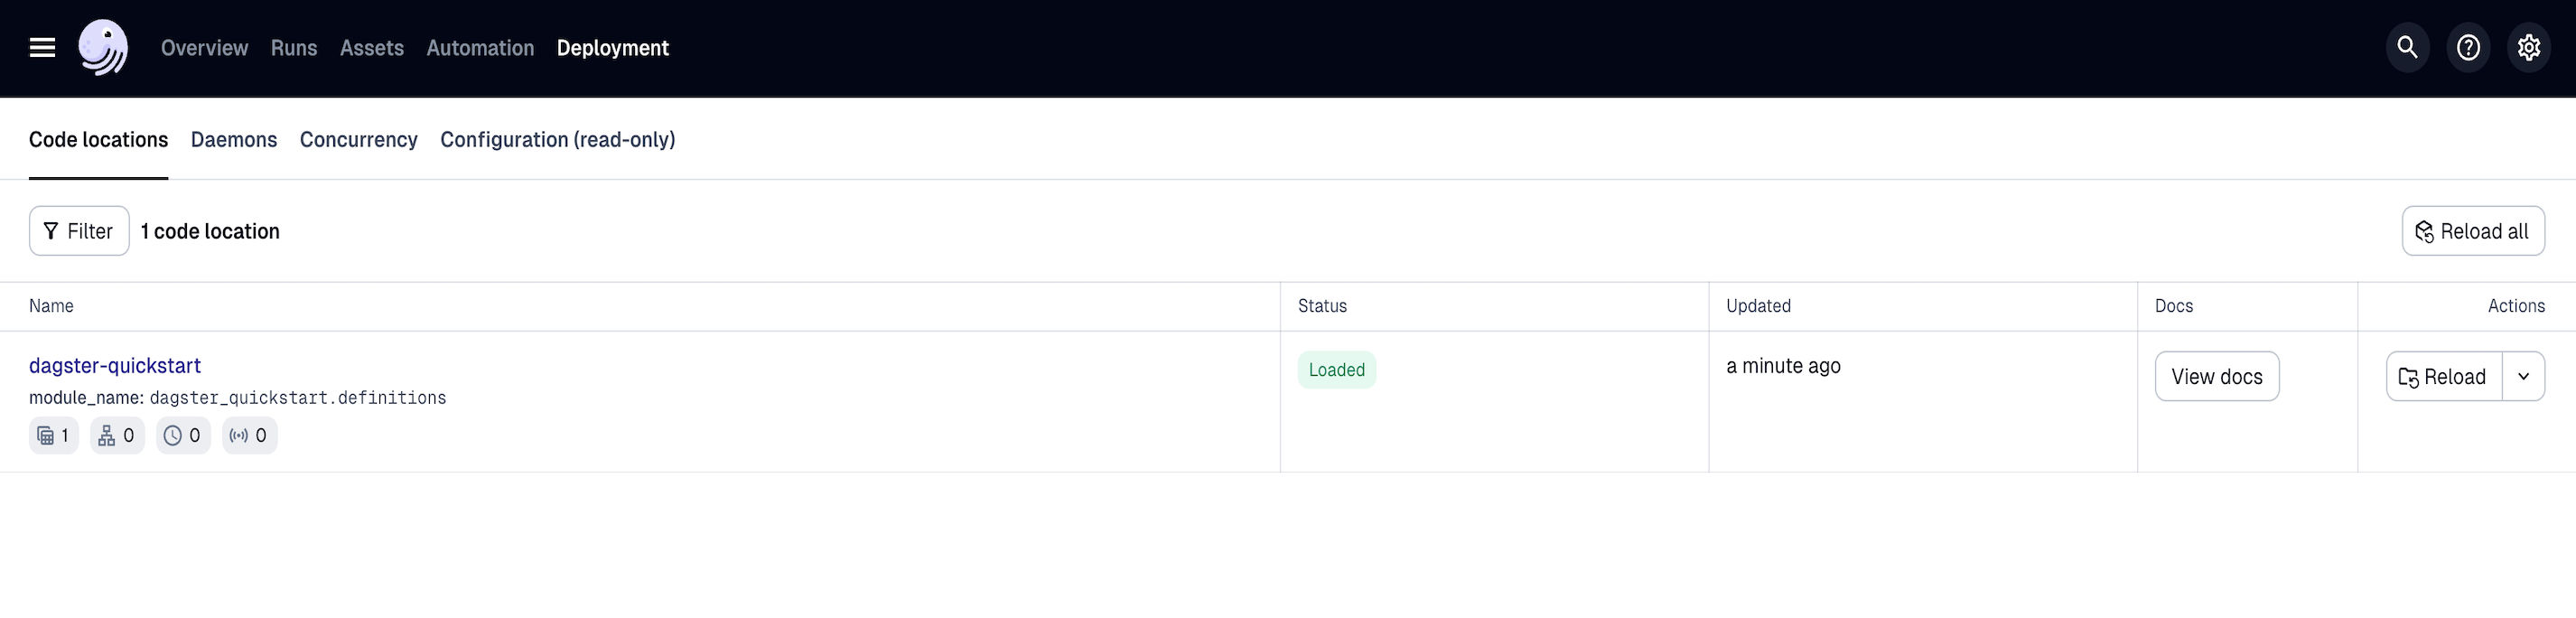 Overview Runs Assets Automation Deployment
Code locations Daemons Concurrency Configuration (read-only)
Filter 1 code location Reload all
Name Status Updated Docs Actions
dagster-quickstart Loaded a minute ago View docs Reload
module_name: dagster_quickstart.definitions
1 0 0 0